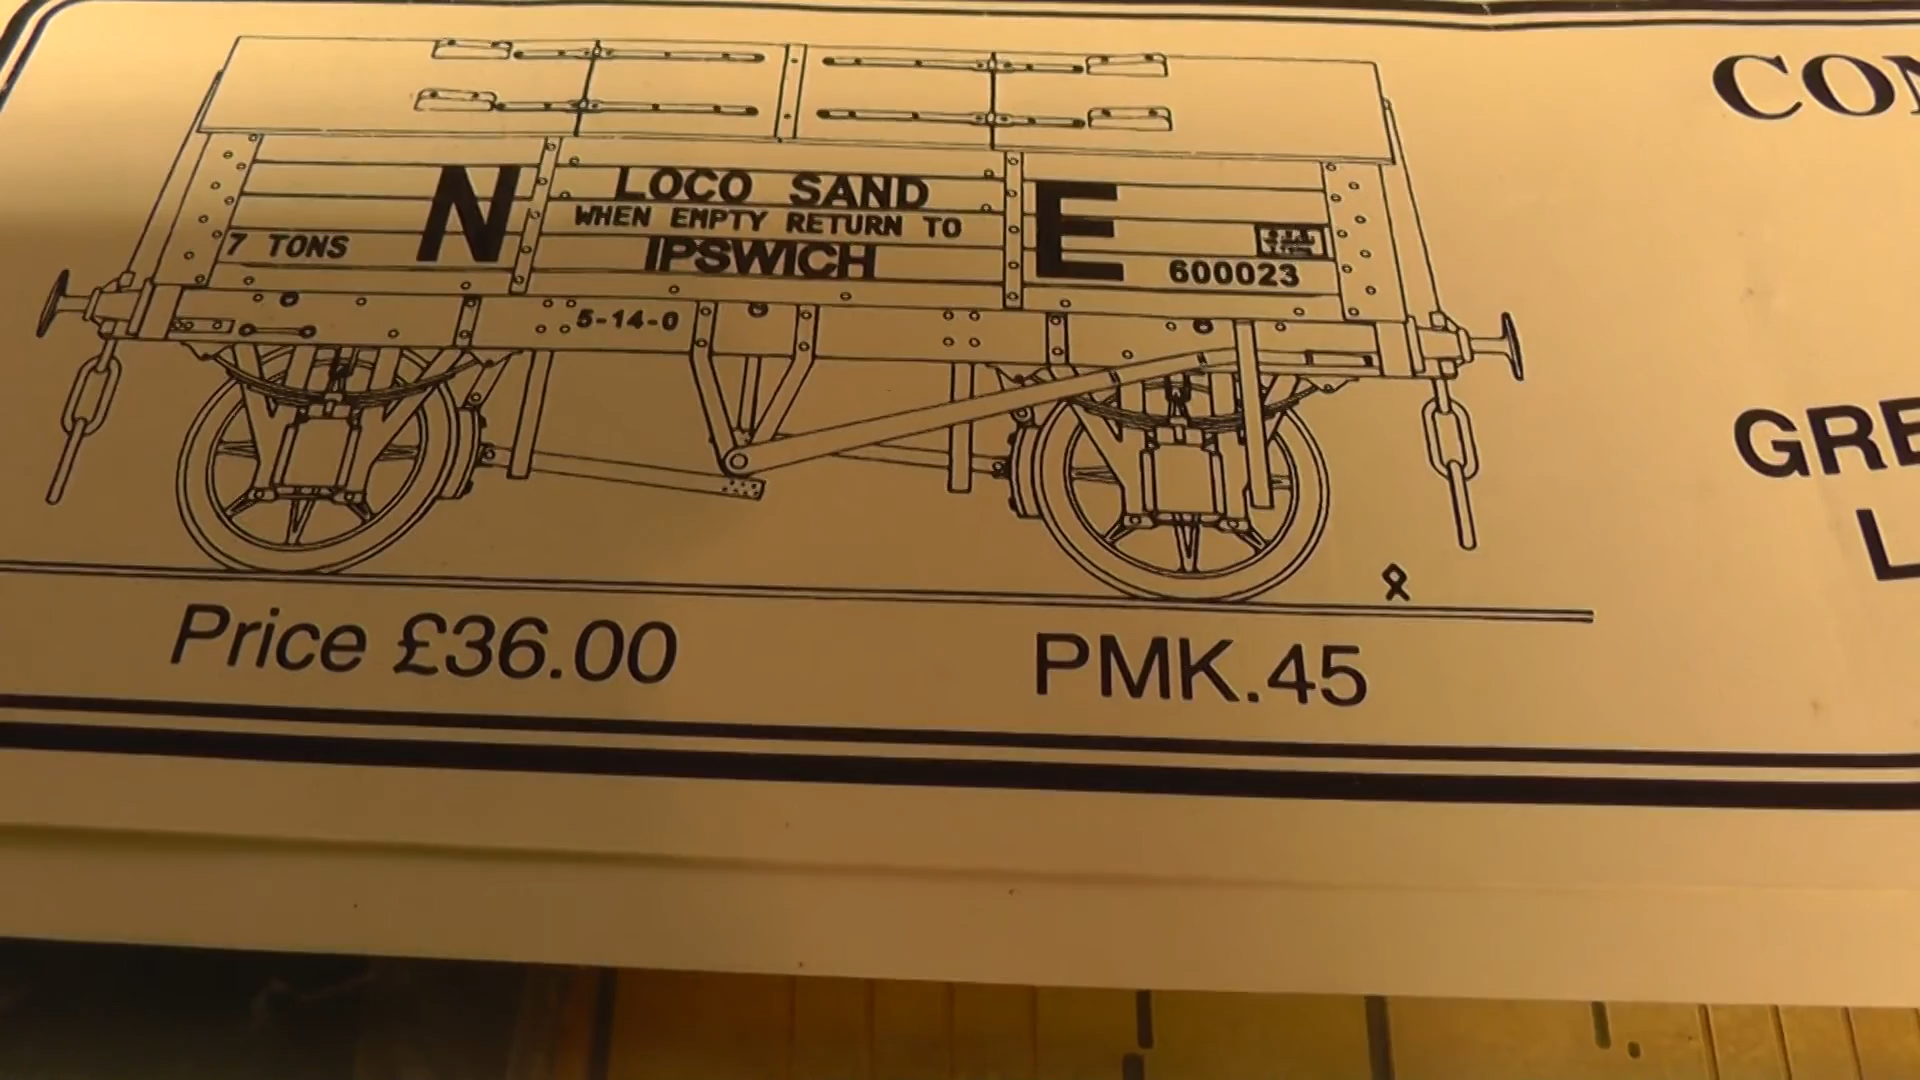 CON
N
LOCO SAND
E
WHEN EMPTY RETURN TO
7 TONS
IPSWICH
600023
5-14-0
GRE
L
Price £36.00
PMK.45